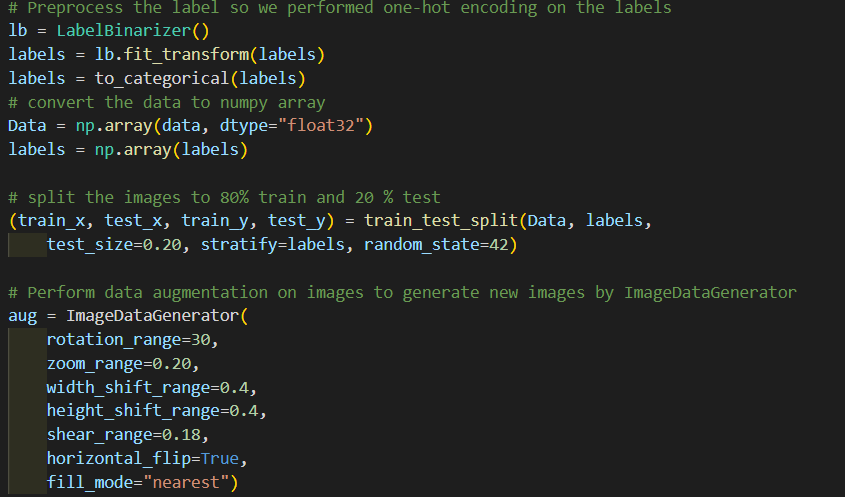 # Preprocess the label so we performed one-hot encoding on the labels
lb = LabelBinarizer()
labels = lb.fit_transform(labels)
labels = to_categorical(labels)
# convert the data to numpy array
Data = np.array(data, dtype="float32")
labels = np.array(labels)

# split the images to 80% train and 20 % test
(train_x, test_x, train_y, test_y) = train_test_split(Data, labels,
    test_size=0.20, stratify=labels, random_state=42)

# Perform data augmentation on images to generate new images by ImageDataGenerator
aug = ImageDataGenerator(
    rotation_range=30,
    zoom_range=0.20,
    width_shift_range=0.4,
    height_shift_range=0.4,
    shear_range=0.18,
    horizontal_flip=True,
    fill_mode="nearest")